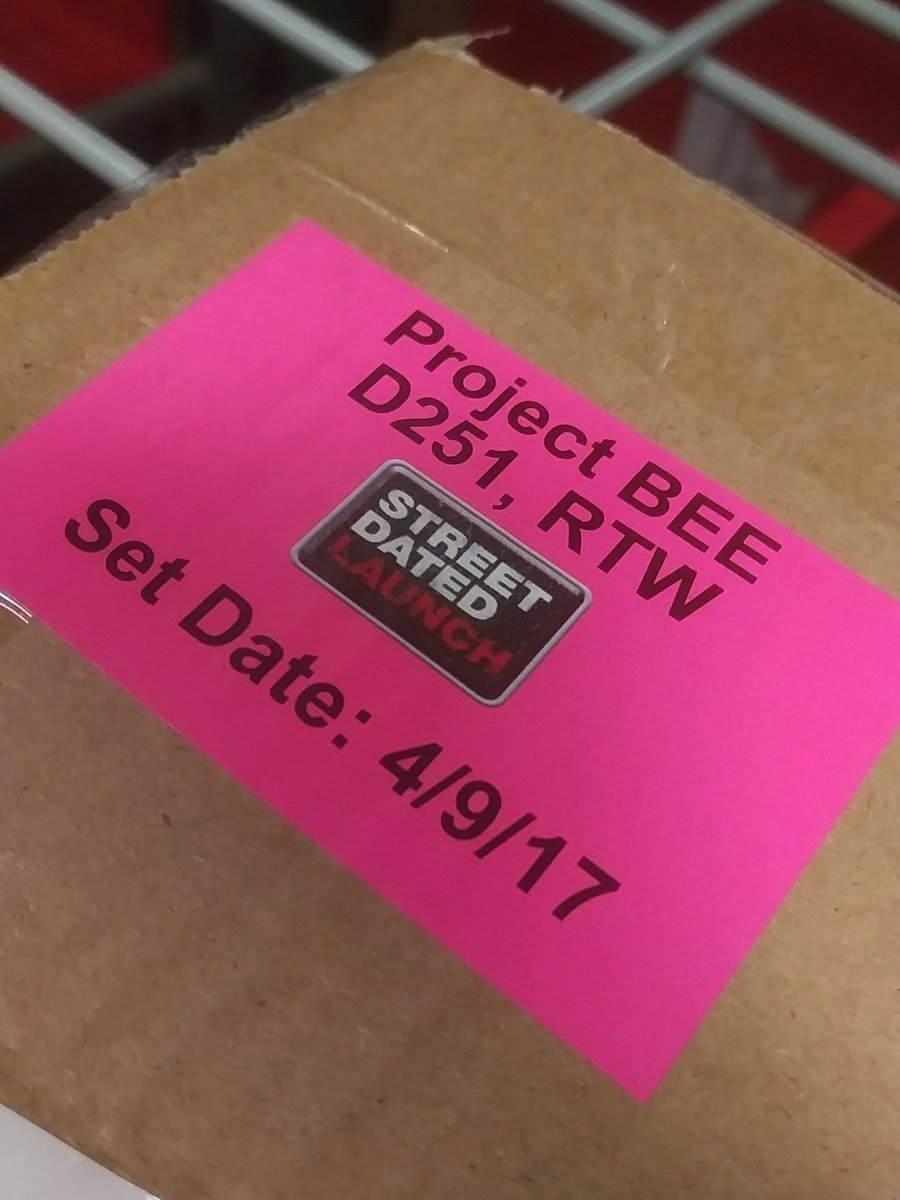 Project BEE
D251, RTW
STREET
DATED
LAUNCH
Set Date: 4/9/17